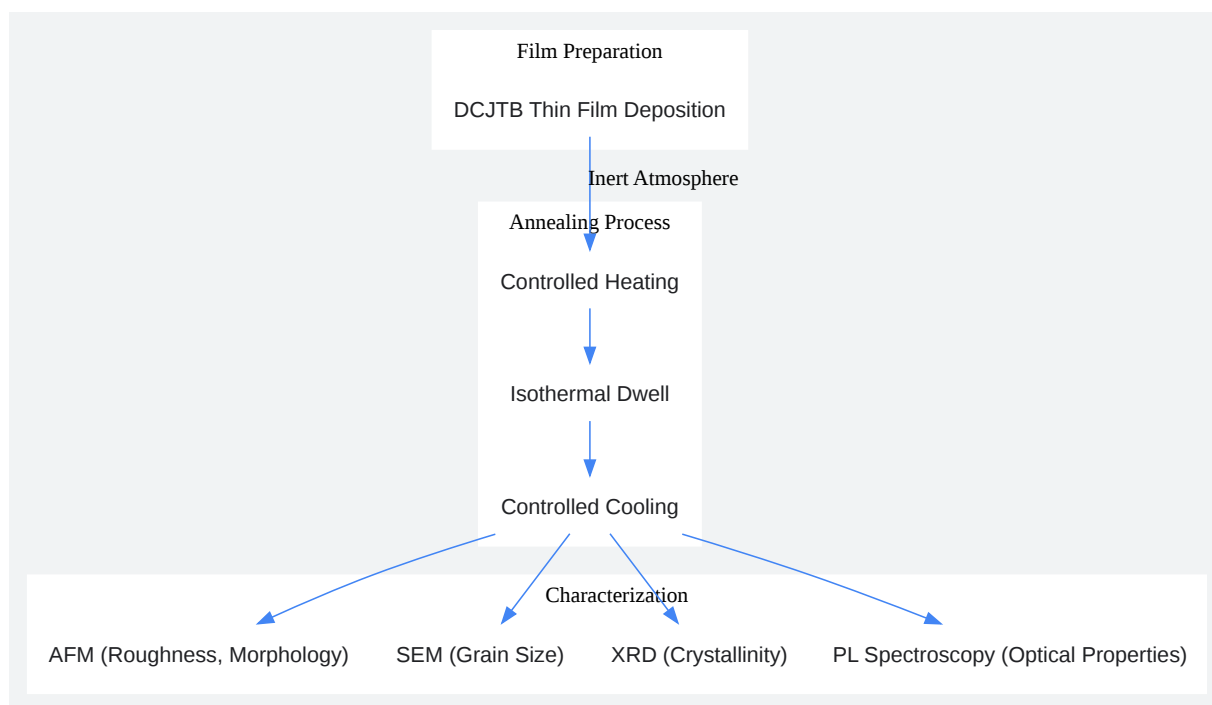 Film Preparation
DCJTB Thin Film Deposition
Inert Atmosphere
Annealing Process
Controlled Heating
Isothermal Dwell
Controlled Cooling
Characterization
AFM (Roughness, Morphology)
SEM (Grain Size)
XRD (Crystallinity)
PL Spectroscopy (Optical Properties)